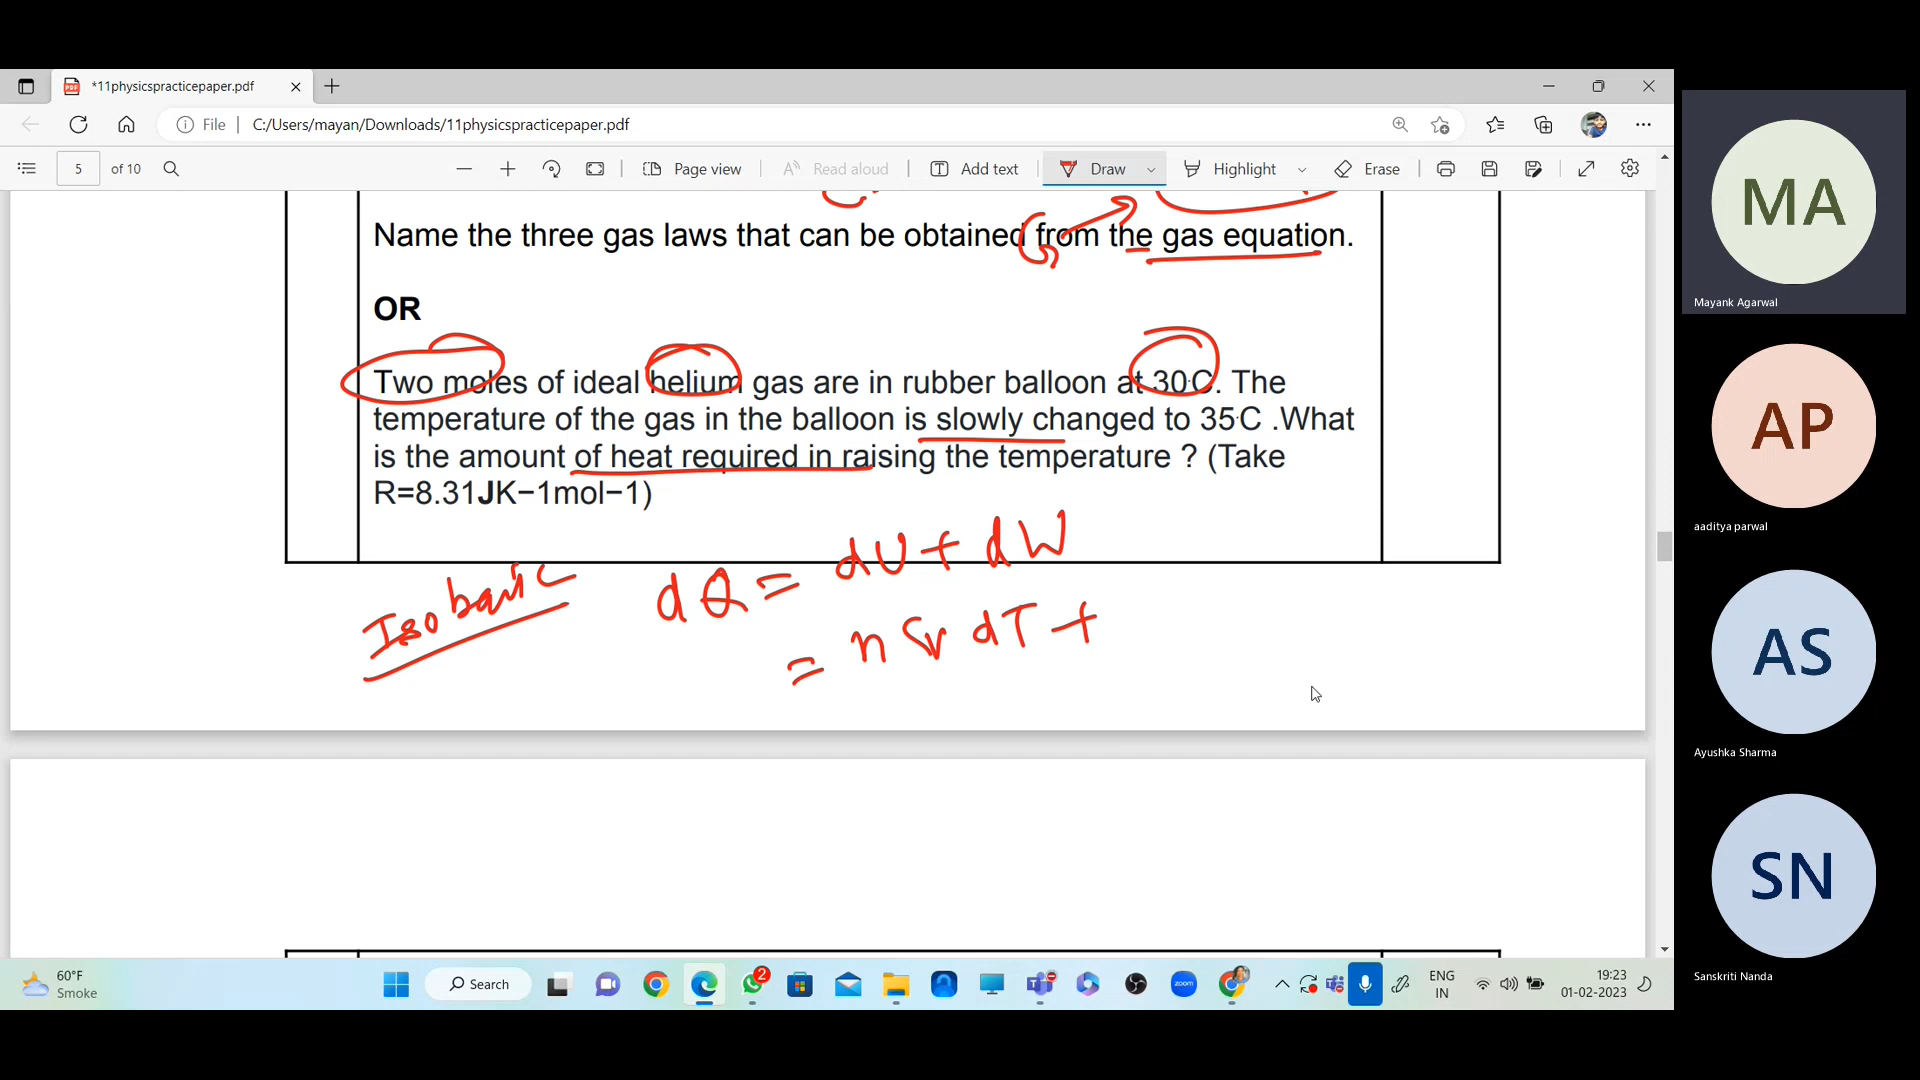 *11physicspracticepaper.pdf
File | C:/Users/mayan/Downloads/11physicspracticepaper.pdf
5 of 10
Page view
Read aloud
Add text
Draw
Highlight
Erase
Name the three gas laws that can be obtained from the gas equation.
OR
Two moles of ideal helium gas are in rubber balloon at 30·C. The
temperature of the gas in the balloon is slowly changed to 35·C .What
is the amount of heat required in raising the temperature ? (Take
R=8.31JK−1mol−1)
Isobaric
dQ = dU + dW
= n Cv dT +
MA
Mayank Agarwal
AP
aaditya parwal
AS
Ayushka Sharma
SN
Sanskriti Nanda
60°F
Smoke
Search
2
zoom
ENG
IN
19:23
01-02-2023